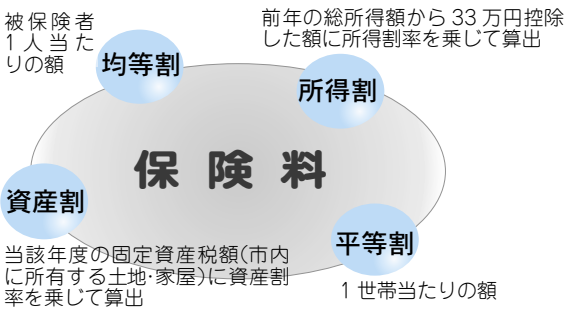 被保険者
1人当た
りの額
均等割
前年の総所得額から33万円控除
した額に所得割率を乗じて算出
所得割
保険料
資産割
当該年度の固定資産税額(市内
に所有する土地・家屋)に資産割
率を乗じて算出
平等割
1世帯当たりの額